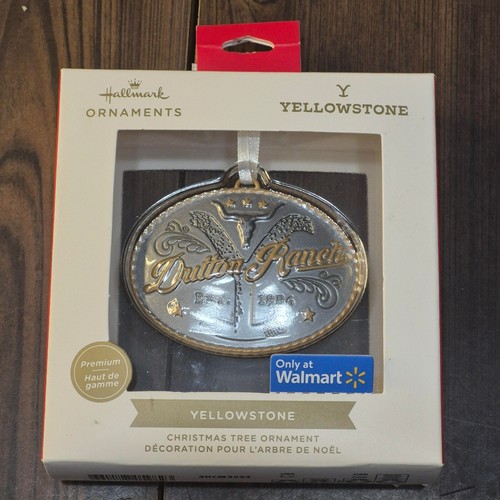 Hallmark
ORNAMENTS
YELLOWSTONE
Dutton Ranch
EST. 1886
Only at
Walmart
Premium
Haut de
gamme
YELLOWSTONE
CHRISTMAS TREE ORNAMENT
DÉCORATION POUR L'ARBRE DE NOËL